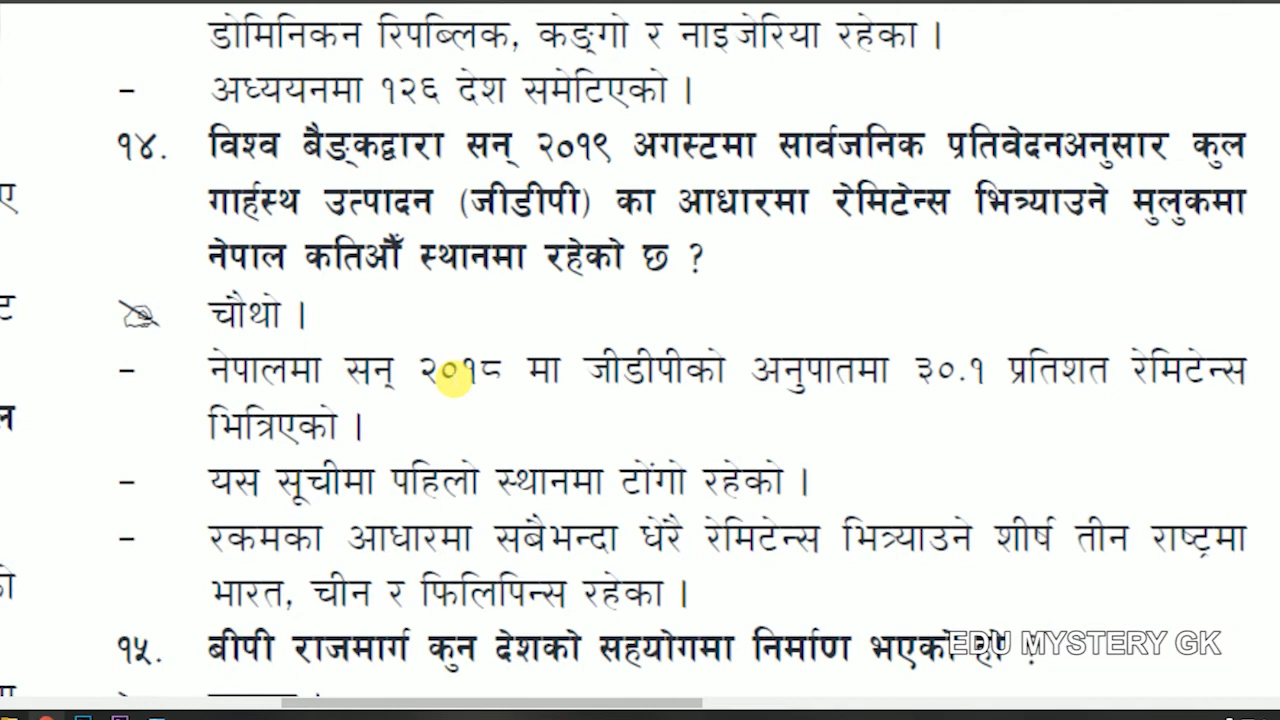 डोमिनिकन रिपब्लिक, कङ्गो र नाइजेरिया रहेका ।
– अध्ययनमा १२६ देश समेटिएको ।
१४. विश्व बैङ्कद्वारा सन् २०१९ अगस्टमा सार्वजनिक प्रतिवेदनअनुसार कुल
गार्हस्थ उत्पादन (जीडीपी) का आधारमा रेमिटेन्स भित्र्याउने मुलुकमा
नेपाल कतिऔँ स्थानमा रहेको छ ?
चौथो ।
– नेपालमा सन् २०१८ मा जीडीपीको अनुपातमा ३०.१ प्रतिशत रेमिटेन्स
भित्रिएको ।
– यस सूचीमा पहिलो स्थानमा टोंगो रहेको ।
– रकमका आधारमा सबैभन्दा धेरै रेमिटेन्स भित्र्याउने शीर्ष तीन राष्ट्रमा
भारत, चीन र फिलिपिन्स रहेका ।
१५. बीपी राजमार्ग कुन देशको सहयोगमा निर्माण भएको हो ?
EDU MYSTERY GK